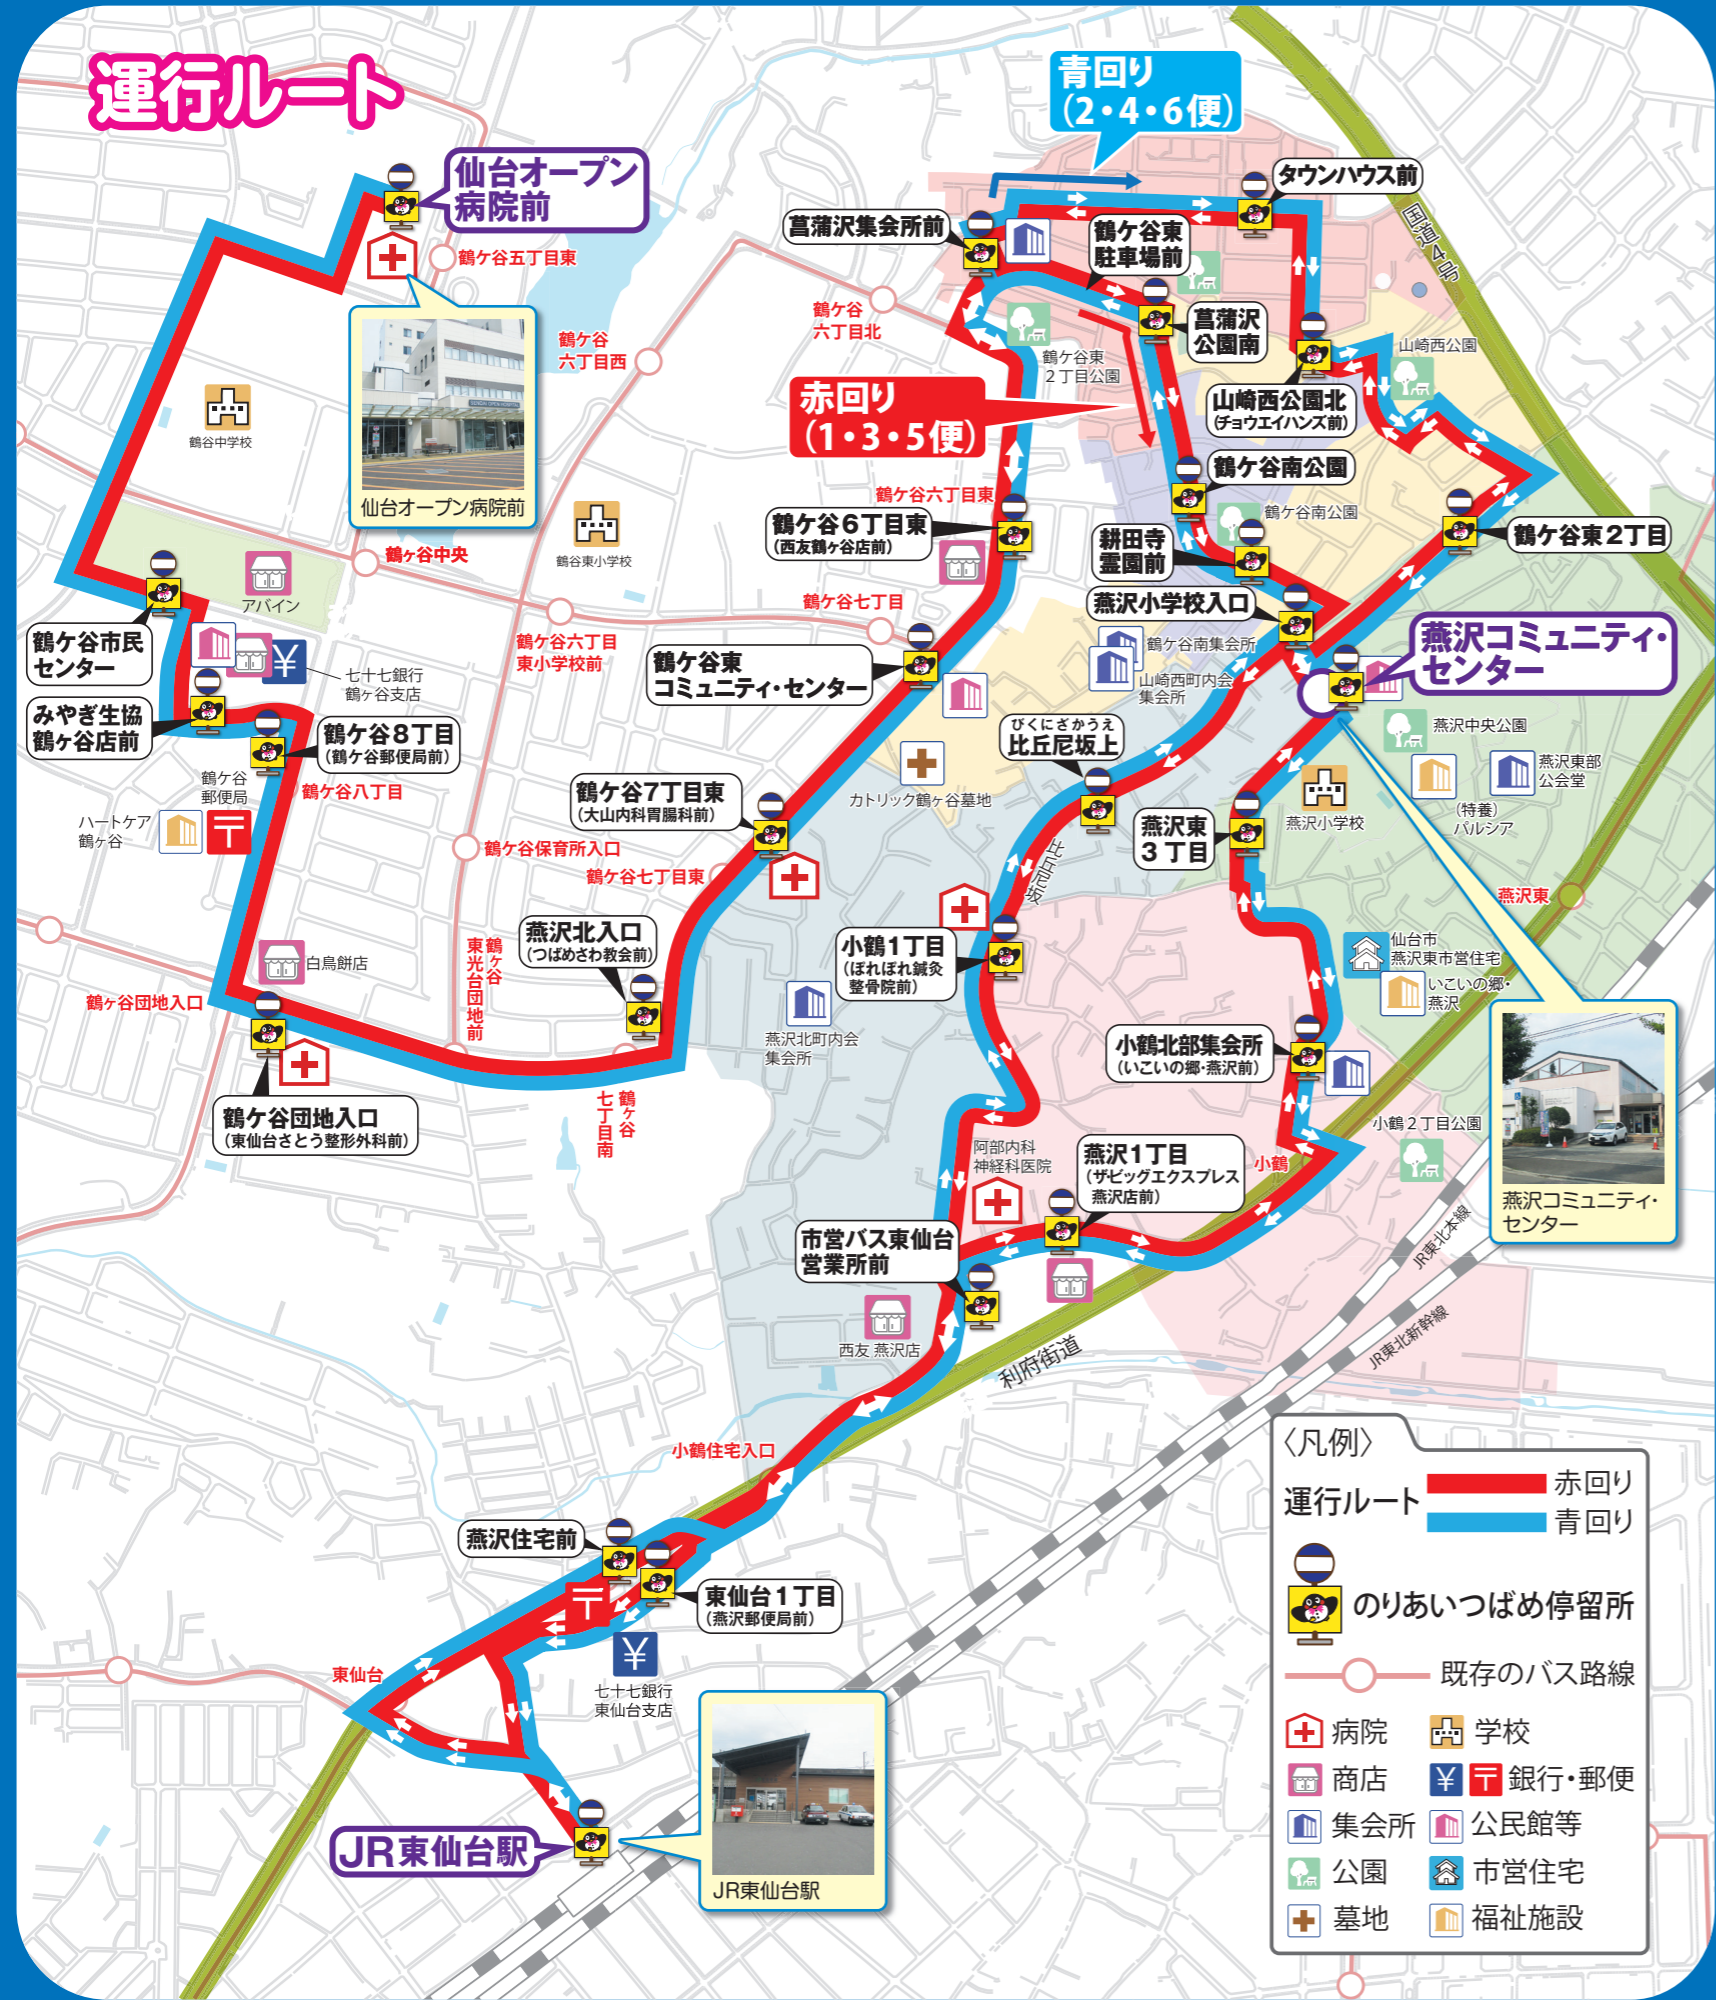 運行ルート
青回り
(2・4・6便)
仙台オープン
病院前
タウンハウス前
菖蒲沢集会所前
鶴ケ谷東
駐車場前
国道4号
鶴ケ谷五丁目東
鶴ケ谷
六丁目北
菖蒲沢
公園南
鶴ケ谷
六丁目西
鶴ケ谷東
2丁目公園
山崎西公園
赤回り
(1・3・5便)
山崎西公園北
(チョウエイハンズ前)
鶴谷中学校
仙台オープン病院前
鶴ケ谷南公園
鶴ケ谷六丁目東
鶴ケ谷6丁目東
(西友鶴ヶ谷店前)
鶴ケ谷南公園
鶴ケ谷東2丁目
耕田寺
霊園前
鶴ヶ谷中央
鶴谷東小学校
アバイン
鶴ケ谷七丁目
燕沢小学校入口
鶴ケ谷市民
センター
鶴ケ谷六丁目
東小学校前
鶴ケ谷東
コミュニティ・センター
鶴ケ谷南集会所
山崎西町内会
集会所
燕沢コミュニティ・
センター
七十七銀行
鶴ヶ谷支店
みやぎ生協
鶴ヶ谷店前
鶴ケ谷8丁目
(鶴ケ谷郵便局前)
びくにざかうえ
比丘尼坂上
燕沢中央公園
燕沢東部
公会堂
鶴ケ谷
郵便局
鶴ケ谷八丁目
ハートケア
鶴ヶ谷
鶴ケ谷7丁目東
(大山内科胃腸科前)
カトリック鶴ヶ谷墓地
燕沢小学校
(特養)
パルシア
燕沢東
3丁目
鶴ケ谷保育所入口
鶴ケ谷七丁目東
比丘尼坂
燕沢東
燕沢北入口
(つばめさわ教会前)
小鶴1丁目
(ぽれぽれ鍼灸
整骨院前)
鶴ヶ谷
東光台団地前
白鳥餅店
仙台市
燕沢東市営住宅
いこいの郷・
燕沢
鶴ヶ谷団地入口
燕沢北町内会
集会所
小鶴北部集会所
(いこいの郷・燕沢前)
鶴ケ谷団地入口
(東仙台さとう整形外科前)
鶴ヶ谷
七丁目南
小鶴2丁目公園
阿部内科
神経科医院
燕沢1丁目
(ザビッグエクスプレス
燕沢店前)
小鶴
燕沢コミュニティ・
センター
市営バス東仙台
営業所前
JR東北本線
JR東北新幹線
西友 燕沢店
利府街道
小鶴住宅入口
燕沢住宅前
東仙台1丁目
(燕沢郵便局前)
東仙台
七十七銀行
東仙台支店
JR東仙台駅
JR東仙台駅
〈凡例〉
運行ルート
赤回り
青回り
のりあいつばめ停留所
既存のバス路線
病院
学校
商店
銀行・郵便
集会所
公民館等
公園
市営住宅
墓地
福祉施設